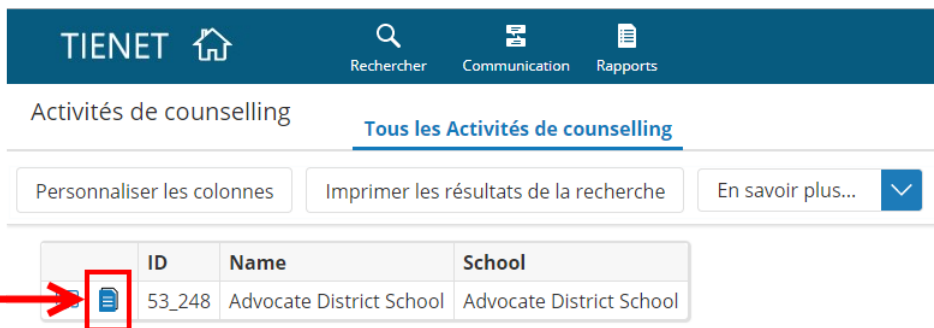 TIENET
Rechercher Communication Rapports
Activités de counselling
Tous les Activités de counselling
Personnaliser les colonnes Imprimer les résultats de la recherche En savoir plus...
ID Name School
53_248 Advocate District School Advocate District School